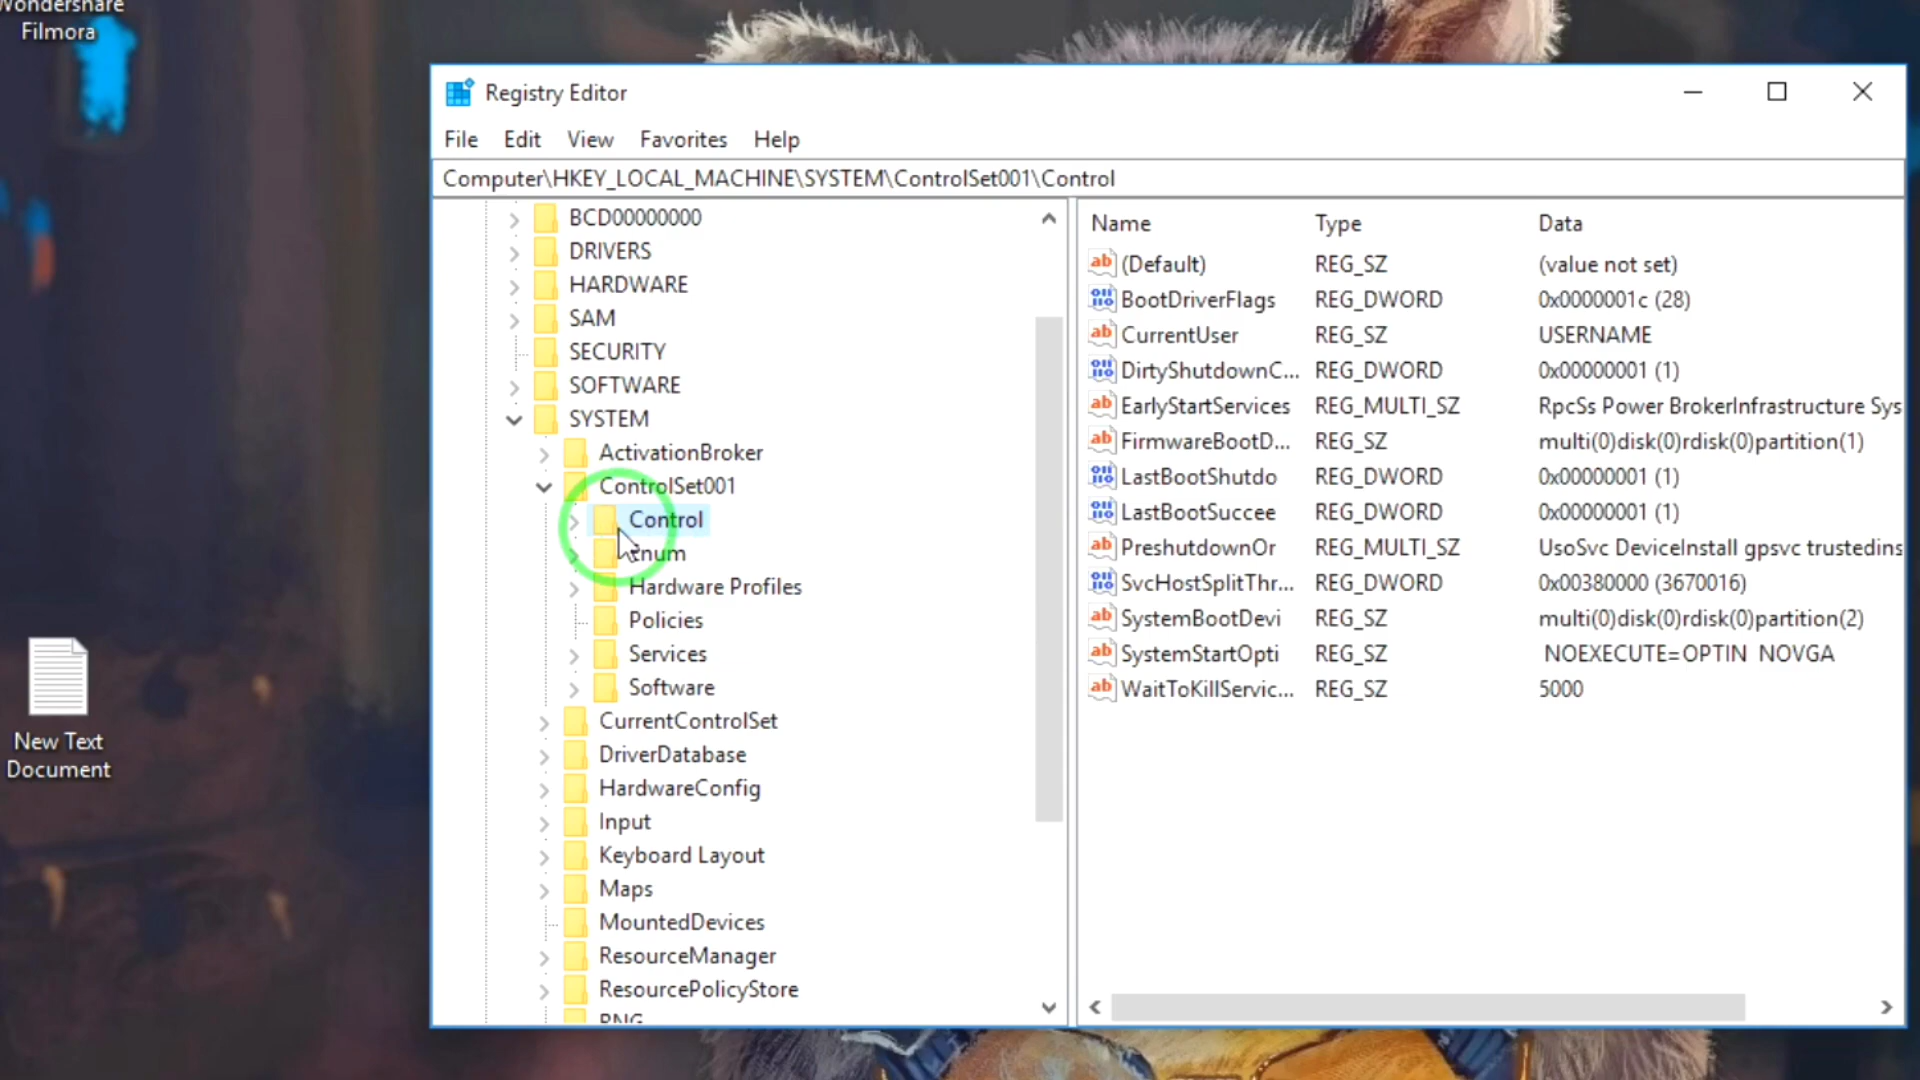 Wondershare
Filmora
New Text
Document
Registry Editor
File Edit View Favorites Help
Computer\HKEY_LOCAL_MACHINE\SYSTEM\ControlSet001\Control
BCD00000000
DRIVERS
HARDWARE
SAM
SECURITY
SOFTWARE
SYSTEM
ActivationBroker
ControlSet001
Control
Enum
Hardware Profiles
Policies
Services
Software
CurrentControlSet
DriverDatabase
HardwareConfig
Input
Keyboard Layout
Maps
MountedDevices
ResourceManager
ResourcePolicyStore
RNG
Name Type Data
(Default) REG_SZ (value not set)
BootDriverFlags REG_DWORD 0x0000001c (28)
CurrentUser REG_SZ USERNAME
DirtyShutdownC... REG_DWORD 0x00000001 (1)
EarlyStartServices REG_MULTI_SZ RpcSs Power BrokerInfrastructure Sys
FirmwareBootD... REG_SZ multi(0)disk(0)rdisk(0)partition(1)
LastBootShutdo REG_DWORD 0x00000001 (1)
LastBootSuccee REG_DWORD 0x00000001 (1)
PreshutdownOr REG_MULTI_SZ UsoSvc DeviceInstall gpsvc trustedins
SvcHostSplitThr... REG_DWORD 0x00380000 (3670016)
SystemBootDevi REG_SZ multi(0)disk(0)rdisk(0)partition(2)
SystemStartOpti REG_SZ NOEXECUTE=OPTIN NOVGA
WaitToKillServic... REG_SZ 5000